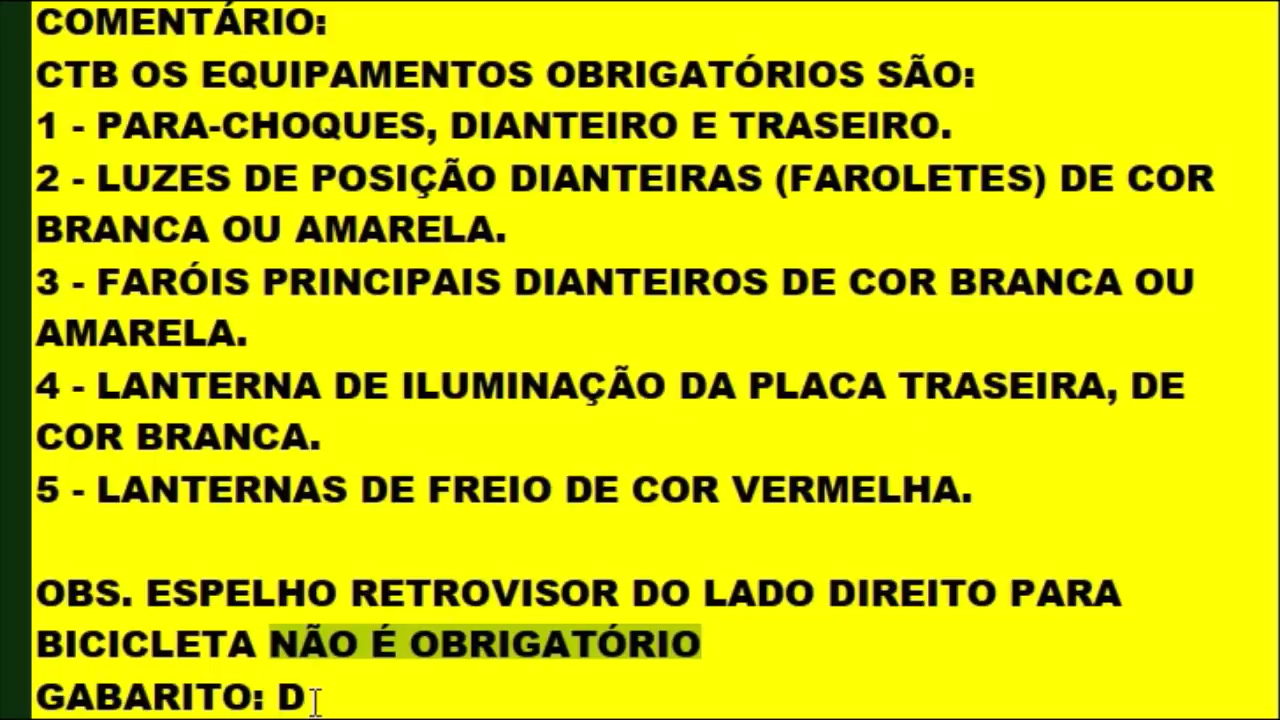 COMENTÁRIO:
CTB OS EQUIPAMENTOS OBRIGATÓRIOS SÃO:
1 - PARA-CHOQUES, DIANTEIRO E TRASEIRO.
2 - LUZES DE POSIÇÃO DIANTEIRAS (FAROLETES) DE COR
BRANCA OU AMARELA.
3 - FARÓIS PRINCIPAIS DIANTEIROS DE COR BRANCA OU
AMARELA.
4 - LANTERNA DE ILUMINAÇÃO DA PLACA TRASEIRA, DE
COR BRANCA.
5 - LANTERNAS DE FREIO DE COR VERMELHA.
OBS. ESPELHO RETROVISOR DO LADO DIREITO PARA
BICICLETA NÃO É OBRIGATÓRIO
GABARITO: D